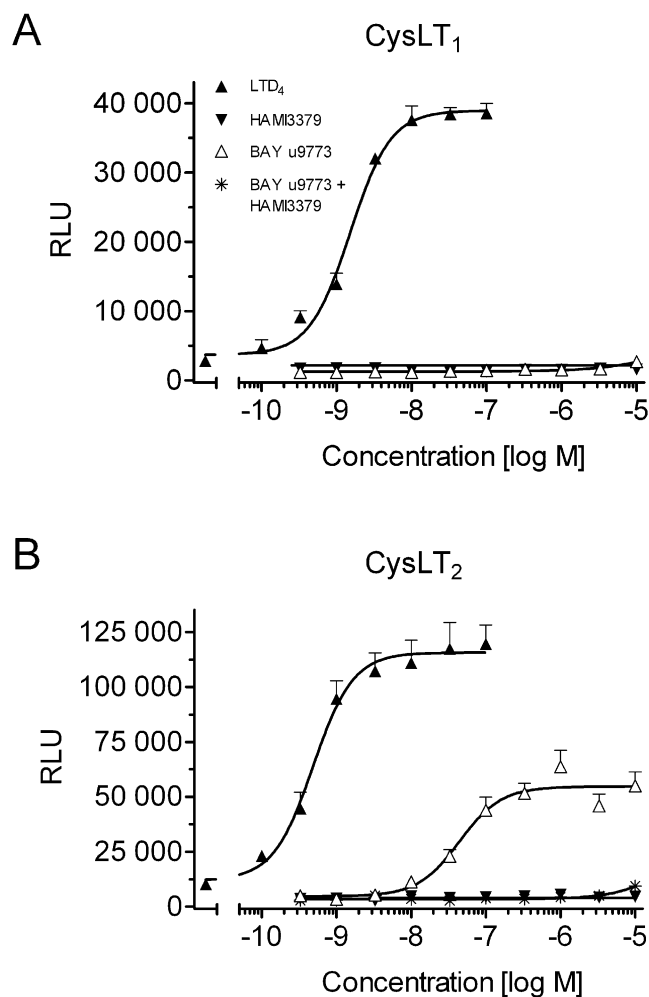 A
CysLT1
40 000
30 000
20 000
10 000
0
RLU
LTD4
HAMI3379
BAY u9773
BAY u9773 +
HAMI3379
-10 -9 -8 -7 -6 -5
Concentration [log M]
B
CysLT2
125 000
100 000
75 000
50 000
25 000
0
RLU
-10 -9 -8 -7 -6 -5
Concentration [log M]